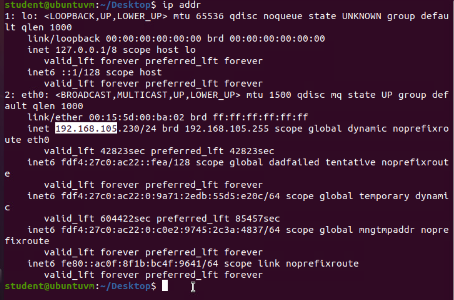 student@ubuntuvm:~/Desktop$ ip addr
1: lo: <LOOPBACK,UP,LOWER_UP> mtu 65536 qdisc noqueue state UNKNOWN group defau
lt qlen 1000
    link/loopback 00:00:00:00:00:00 brd 00:00:00:00:00:00
    inet 127.0.0.1/8 scope host lo
       valid_lft forever preferred_lft forever
    inet6 ::1/128 scope host
       valid_lft forever preferred_lft forever
2: eth0: <BROADCAST,MULTICAST,UP,LOWER_UP> mtu 1500 qdisc mq state UP group def
ault qlen 1000
    link/ether 00:15:5d:00:ba:02 brd ff:ff:ff:ff:ff:ff
    inet 192.168.105.230/24 brd 192.168.105.255 scope global dynamic noprefixro
ute eth0
       valid_lft 42823sec preferred_lft 42823sec
    inet6 fdf4:27c0:ac22::fea/128 scope global dadfailed tentative noprefixrout
e
       valid_lft forever preferred_lft forever
    inet6 fdf4:27c0:ac22:0:9a71:2edb:55d5:e20c/64 scope global temporary dynami
c
       valid_lft 604422sec preferred_lft 85457sec
    inet6 fdf4:27c0:ac22:0:c0e2:9745:2c3a:4837/64 scope global mngtmpaddr nopre
fixroute
       valid_lft forever preferred_lft forever
    inet6 fe80::ac0f:8f1b:bc4f:9641/64 scope link noprefixroute
       valid_lft forever preferred_lft forever
student@ubuntuvm:~/Desktop$